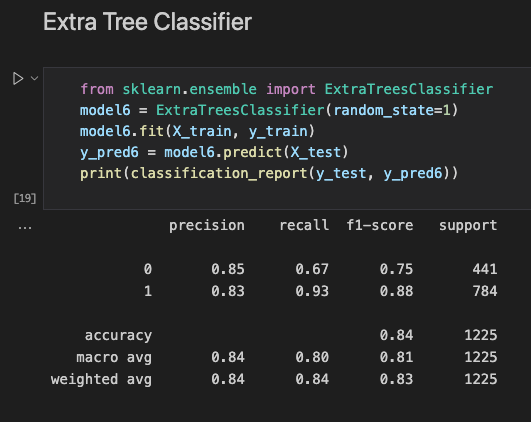 Extra Tree Classifier
from sklearn.ensemble import ExtraTreesClassifier
model6 = ExtraTreesClassifier(random_state=1)
model6.fit(X_train, y_train)
y_pred6 = model6.predict(X_test)
print(classification_report(y_test, y_pred6))
[19]
...
precision recall f1-score support
0 0.85 0.67 0.75 441
1 0.83 0.93 0.88 784
accuracy 0.84 1225
macro avg 0.84 0.80 0.81 1225
weighted avg 0.84 0.84 0.83 1225